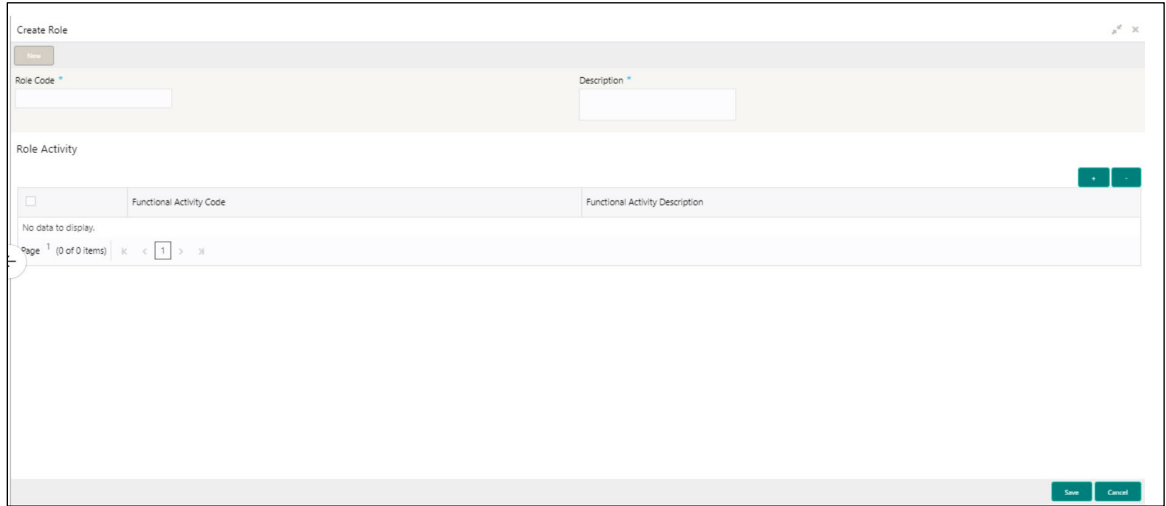 Create Role
New
Role Code *
Description *
Role Activity
+ -
Functional Activity Code Functional Activity Description
No data to display.
Page 1 (0 of 0 items) K < 1 > Ж
Save Cancel